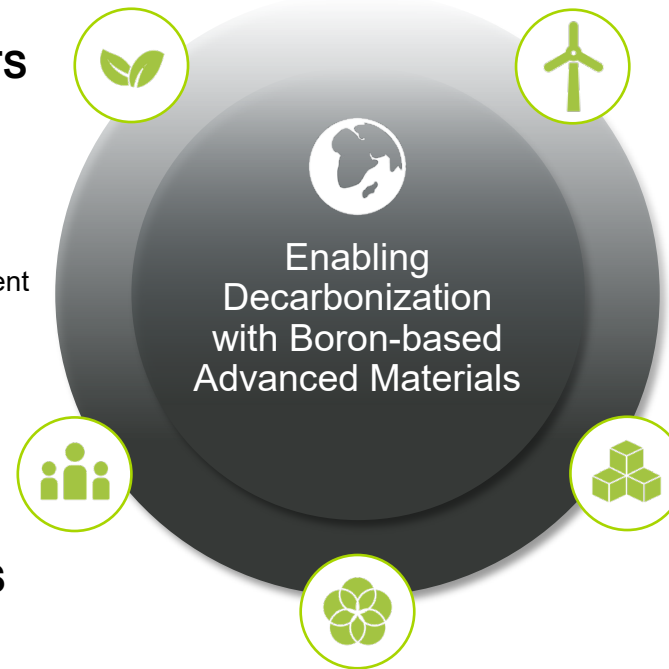 Enabling
Decarbonization
with Boron-based
Advanced Materials